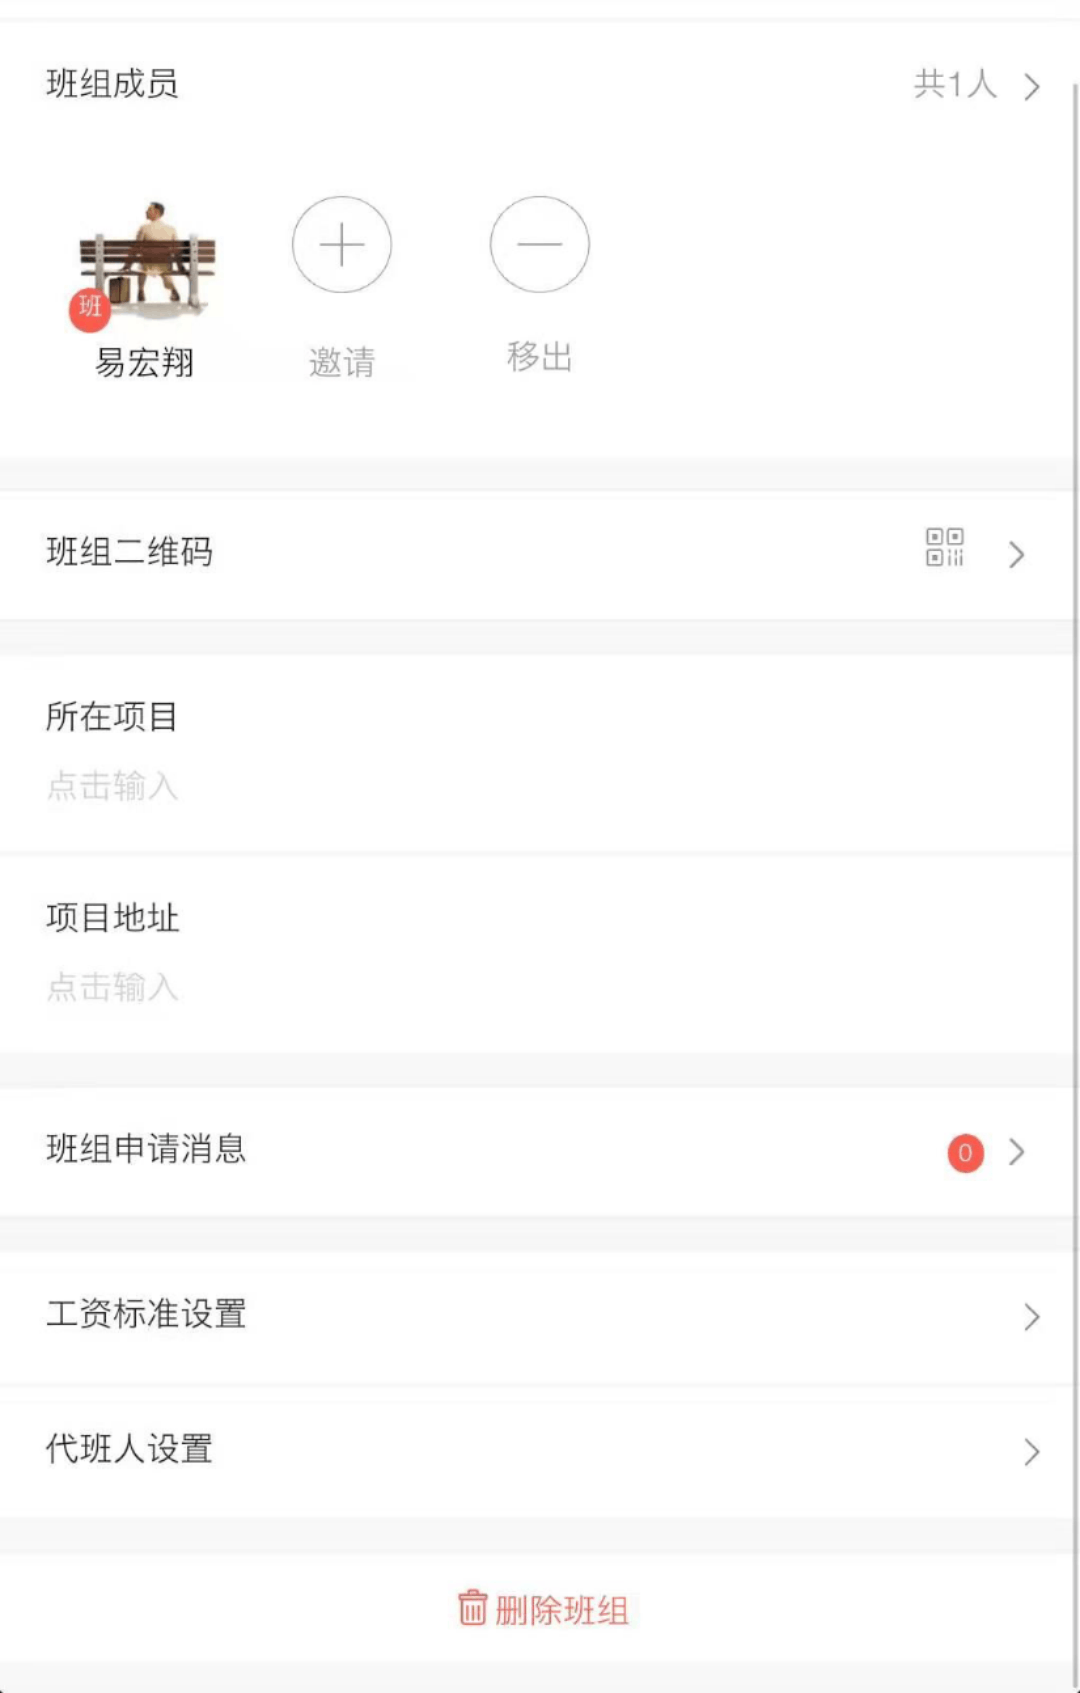 班组成员
共1人
班
易宏翔
邀请
移出
班组二维码
所在项目
点击输入
项目地址
点击输入
班组申请消息
0
工资标准设置
代班人设置
删除班组